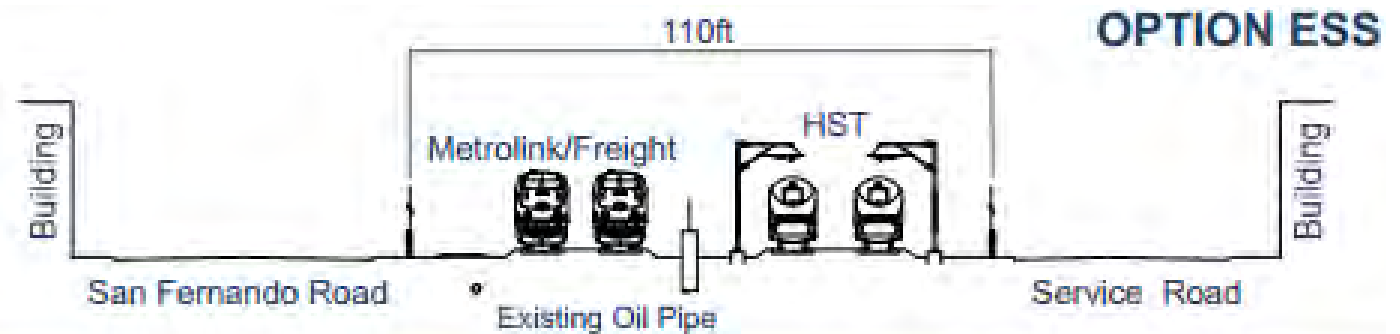 110ft
OPTION ESS
Building
Metrolink/Freight
HST
Building
San Fernando Road
Existing Oil Pipe
Service Road